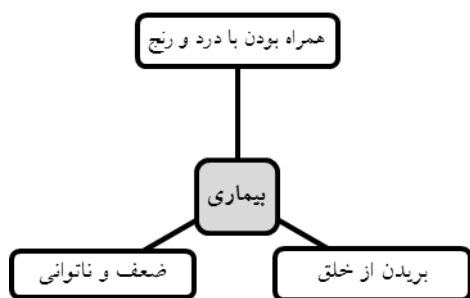 همراه بودن با درد و رنج
بیماری
بریدن از خلق
ضعف و ناتوانی